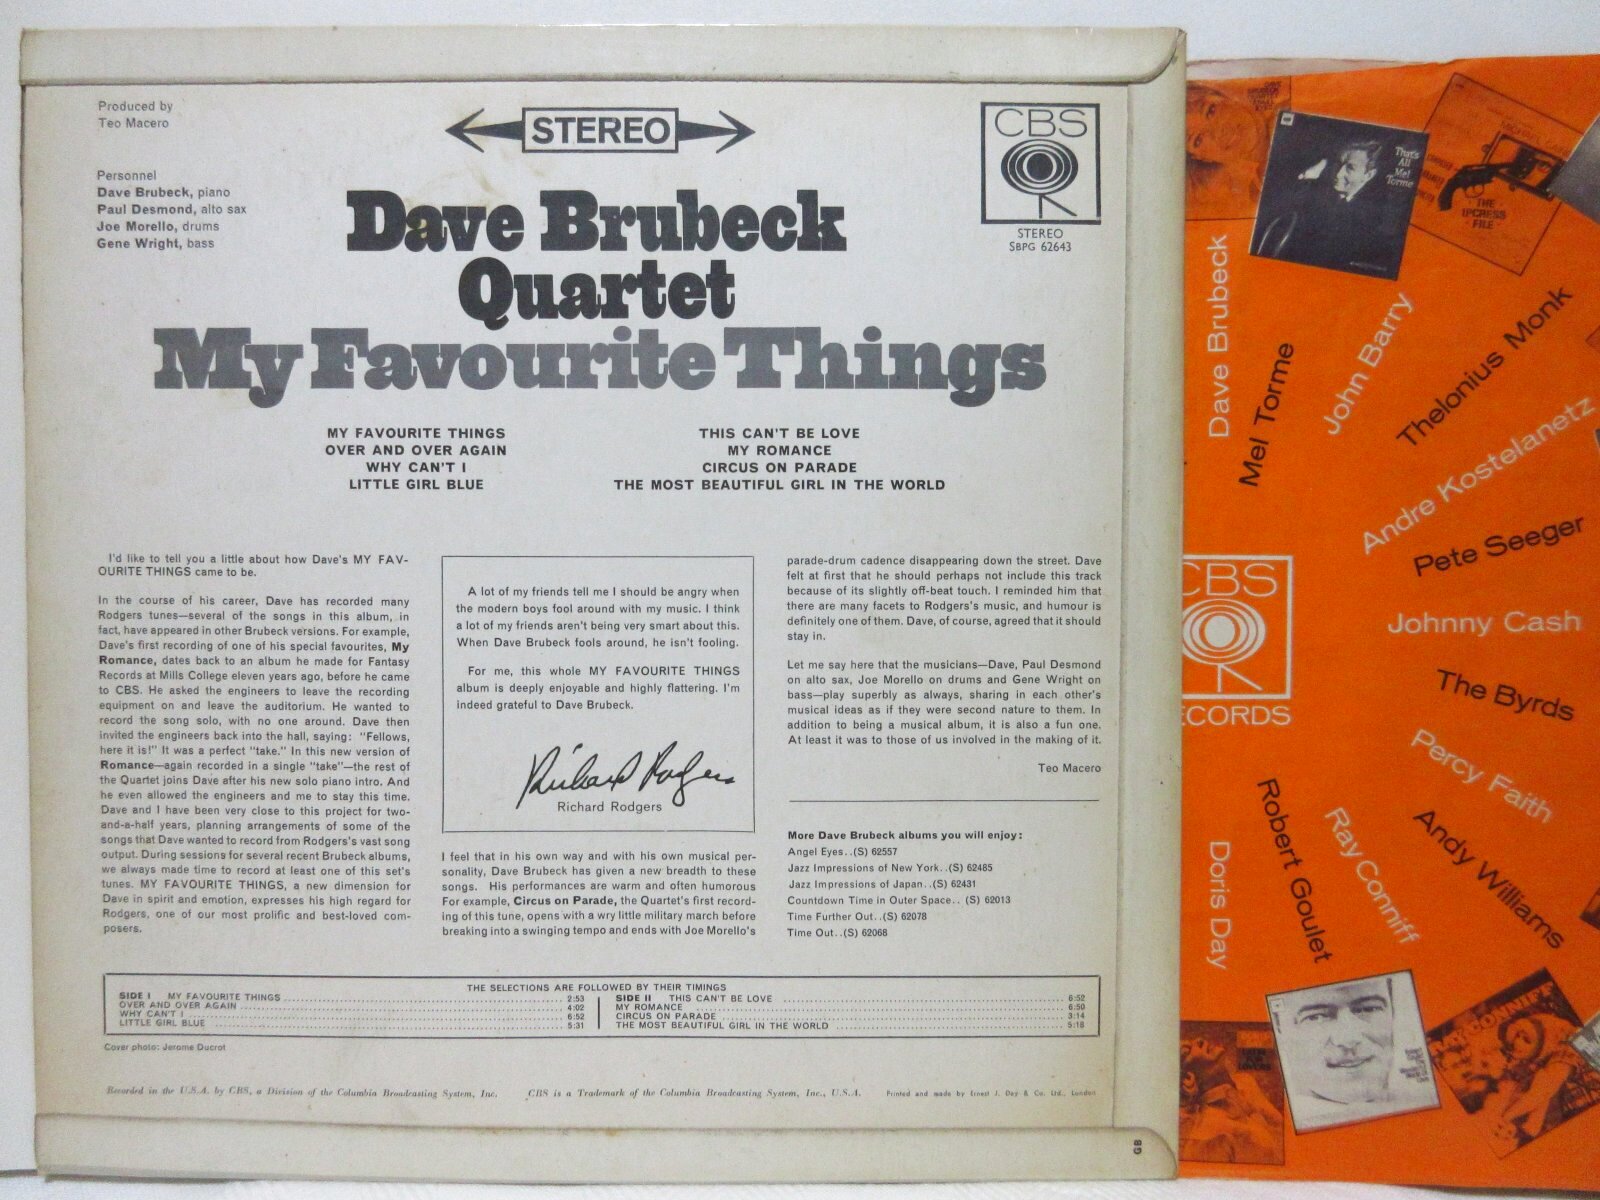 Produced by
Teo Macero
STEREO
CBS
STEREO
SBPG 62643
Personnel
Dave Brubeck, piano
Paul Desmond, alto sax
Joe Morello, drums
Gene Wright, bass
Dave Brubeck
Quartet
My Favourite Things
MY FAVOURITE THINGS
OVER AND OVER AGAIN
WHY CAN'T I
LITTLE GIRL BLUE
THIS CAN'T BE LOVE
MY ROMANCE
CIRCUS ON PARADE
THE MOST BEAUTIFUL GIRL IN THE WORLD
I'd like to tell you a little about how Dave's MY FAV-
OURITE THINGS came to be.
In the course of his career, Dave has recorded many
Rodgers tunes—several of the songs in this album, in
fact, have appeared in other Brubeck versions. For example,
Dave's first recording of one of his special favourites, My
Romance, dates back to an album he made for Fantasy
Records at Mills College eleven years ago, before he came
to CBS. He asked the engineers to leave the recording
equipment on and leave the auditorium. He wanted to
record the song solo, with no one around. Dave then
invited the engineers back into the hall, saying: "Fellows,
here it is!" It was a perfect "take." In this new version of
Romance—again recorded in a single "take"—the rest of
the Quartet joins Dave after his new solo piano intro. And
he even allowed the engineers and me to stay this time.
Dave and I have been very close to this project for two-
and-a-half years, planning arrangements of some of the
songs that Dave wanted to record from Rodgers's vast song
output. During sessions for several recent Brubeck albums,
we always made time to record at least one of this set's
tunes. MY FAVOURITE THINGS, a new dimension for
Dave in spirit and emotion, expresses his high regard for
Rodgers, one of our most prolific and best-loved com-
posers.
A lot of my friends tell me I should be angry when
the modern boys fool around with my music. I think
a lot of my friends aren't being very smart about this.
When Dave Brubeck fools around, he isn't fooling.
For me, this whole MY FAVOURITE THINGS
album is deeply enjoyable and highly flattering. I'm
indeed grateful to Dave Brubeck.
Richard Rodgers
Richard Rodgers
I feel that in his own way and with his own musical per-
sonality, Dave Brubeck has given a new breadth to these
songs. His performances are warm and often humorous
For example, Circus on Parade, the Quartet's first record-
ing of this tune, opens with a wry little military march before
breaking into a swinging tempo and ends with Joe Morello's
parade-drum cadence disappearing down the street. Dave
felt at first that he should perhaps not include this track
because of its slightly off-beat touch. I reminded him that
there are many facets to Rodgers's music, and humour is
definitely one of them. Dave, of course, agreed that it should
stay in.
Let me say here that the musicians—Dave, Paul Desmond
on alto sax, Joe Morello on drums and Gene Wright on
bass—play superbly as always, sharing in each other's
musical ideas as if they were second nature to them. In
addition to being a musical album, it is also a fun one.
At least it was to those of us involved in the making of it.
Teo Macero
More Dave Brubeck albums you will enjoy:
Angel Eyes..(S) 62557
Jazz Impressions of New York..(S) 62485
Jazz Impressions of Japan..(S) 62431
Countdown Time in Outer Space.. (S) 62013
Time Further Out..(S) 62078
Time Out..(S) 62068
THE SELECTIONS ARE FOLLOWED BY THEIR TIMINGS
SIDE I MY FAVOURITE THINGS 2:53
OVER AND OVER AGAIN 4:02
WHY CAN'T I 6:52
LITTLE GIRL BLUE 5:31
SIDE II THIS CAN'T BE LOVE 6:52
MY ROMANCE 6:50
CIRCUS ON PARADE 3:14
THE MOST BEAUTIFUL GIRL IN THE WORLD 5:18
Cover photo: Jerome Ducrot
Recorded in the U.S.A. by CBS, a Division of the Columbia Broadcasting System, Inc.
CBS is a Trademark of the Columbia Broadcasting System, Inc., U.S.A.
Printed and made by Ernest J. Day & Co. Ltd., London
GB
That's
All
Mel
Torme
THE
IPCRESS
FILE
Dave Brubeck
Mel Torme
John Barry
Thelonius Monk
Andre Kostelanetz
Pete Seeger
Johnny Cash
The Byrds
Percy Faith
Andy Williams
Ray Conniff
Robert Goulet
Doris Day
CBS
ECORDS